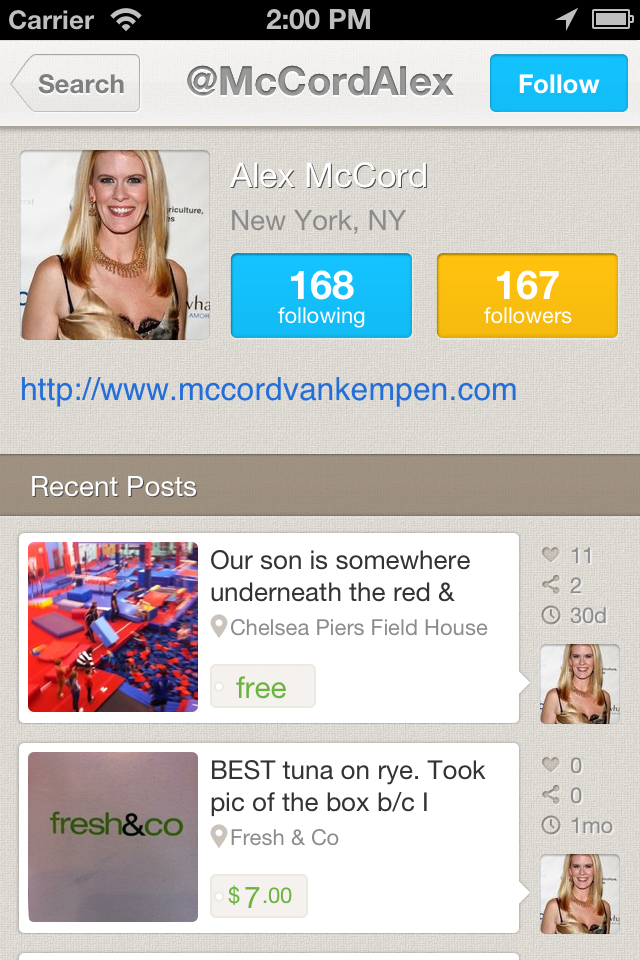 Carrier 2:00 PM
Search @McCordAlex Follow
Alex McCord
New York, NY
168 167
following followers
http://www.mccordvankempen.com
Recent Posts
Our son is somewhere
underneath the red &
Chelsea Piers Field House
free
11
2
30d
BEST tuna on rye. Took
pic of the box b/c I
Fresh & Co
$7.00
fresh&co
0
0
1mo